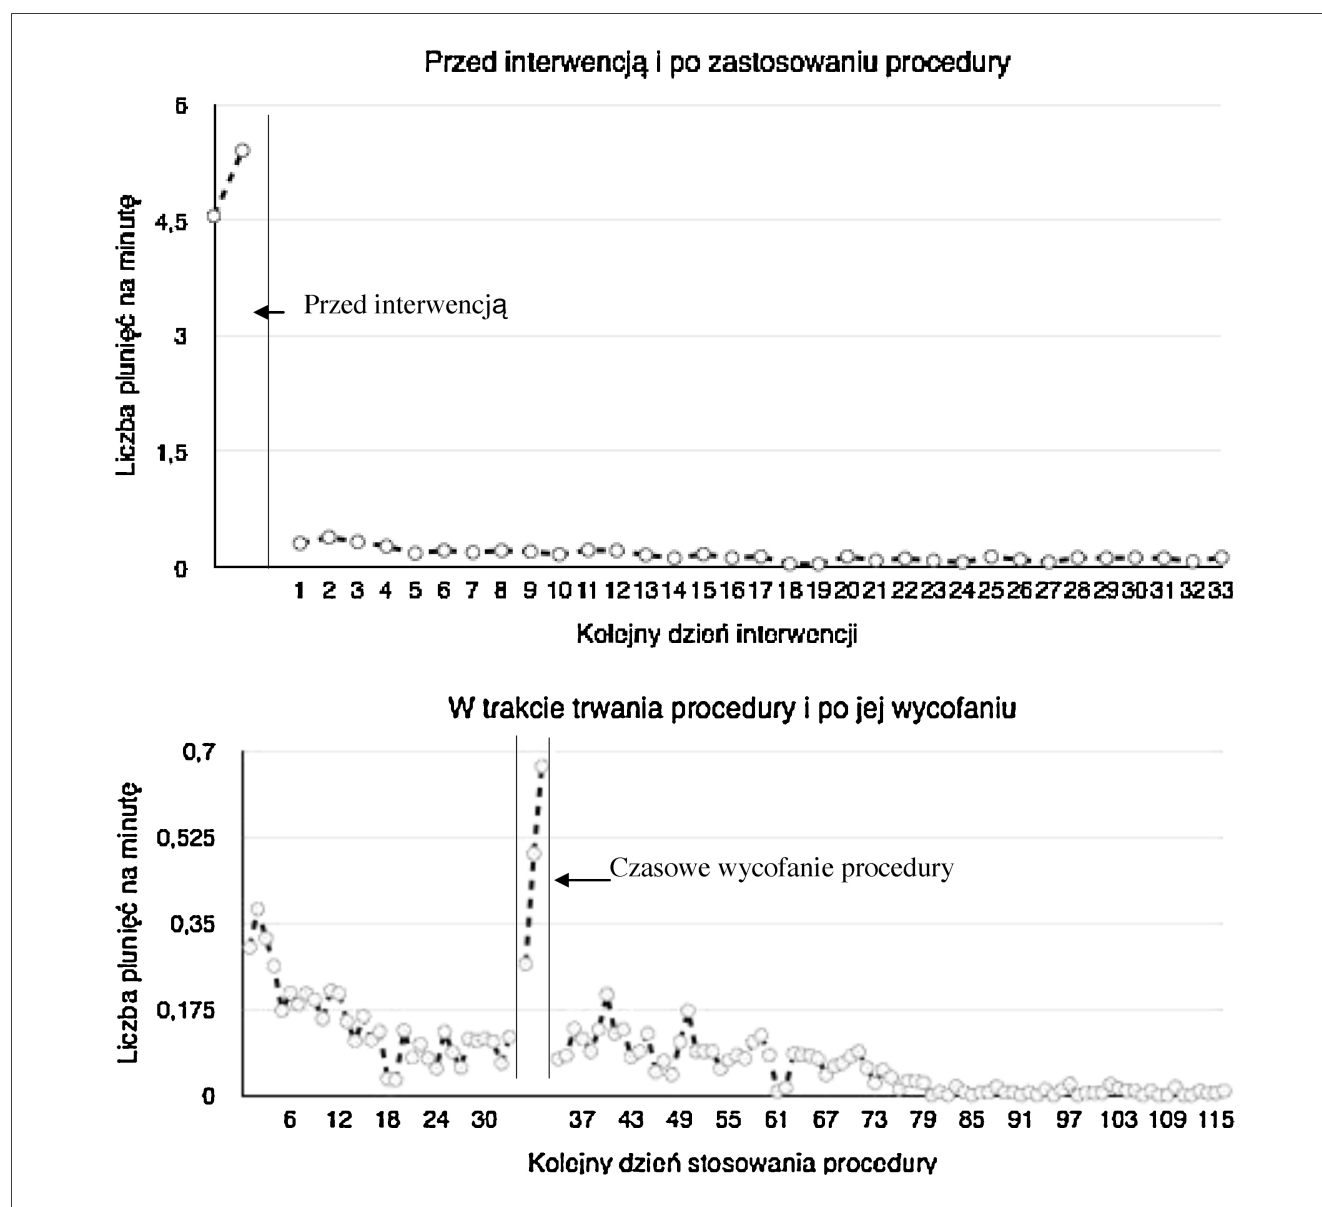 Przed interwencją i po zastosowaniu procedury
6
4,5
3
1,5
0
Liczba plunięć na minutę
Przed interwencją
1 2 3 4 5 6 7 8 9 10 11 12 13 14 15 16 17 18 19 20 21 22 23 24 25 26 27 28 29 30 31 32 33
Kolejny dzień interwencji
W trakcie trwania procedury i po jej wycofaniu
0,7
0,525
0,35
0,175
0
Liczba plunięć na minutę
Czasowe wycofanie procedury
6 12 18 24 30 37 43 49 55 61 67 73 79 85 91 97 103 109 115
Kolejny dzień stosowania procedury